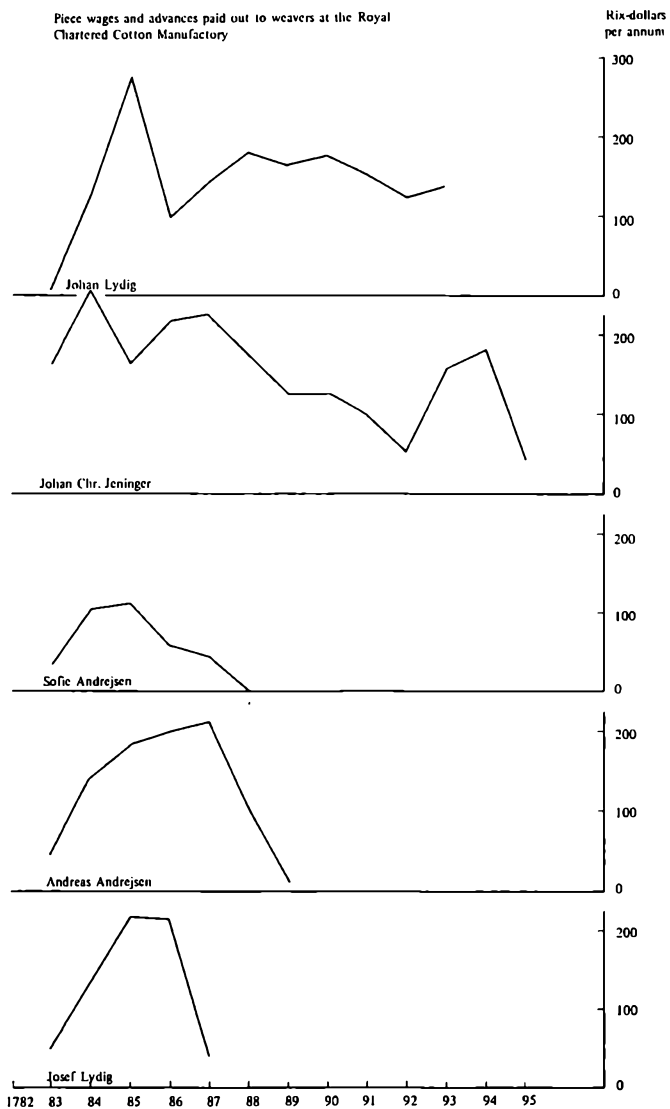 Piece wages and advances paid out to weavers at the Royal
Chartered Cotton Manufactory
Rix-dollars
per annum
300
200
100
0
Johan Lydig
200
100
0
Johan Chr. Jeninger
200
100
0
Sofie Andrejsen
200
100
0
Andreas Andrejsen
200
100
0
Josef Lydig
1782 83 84 85 86 87 88 89 90 91 92 93 94 95